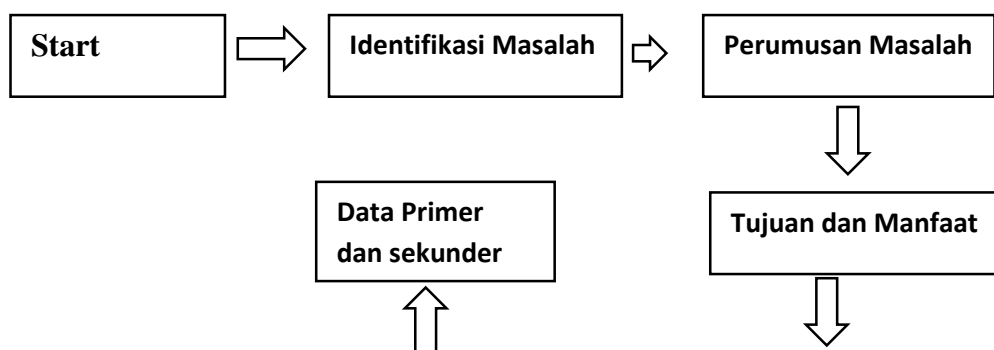 Start
Identifikasi Masalah
Perumusan Masalah
Data Primer
dan sekunder
Tujuan dan Manfaat